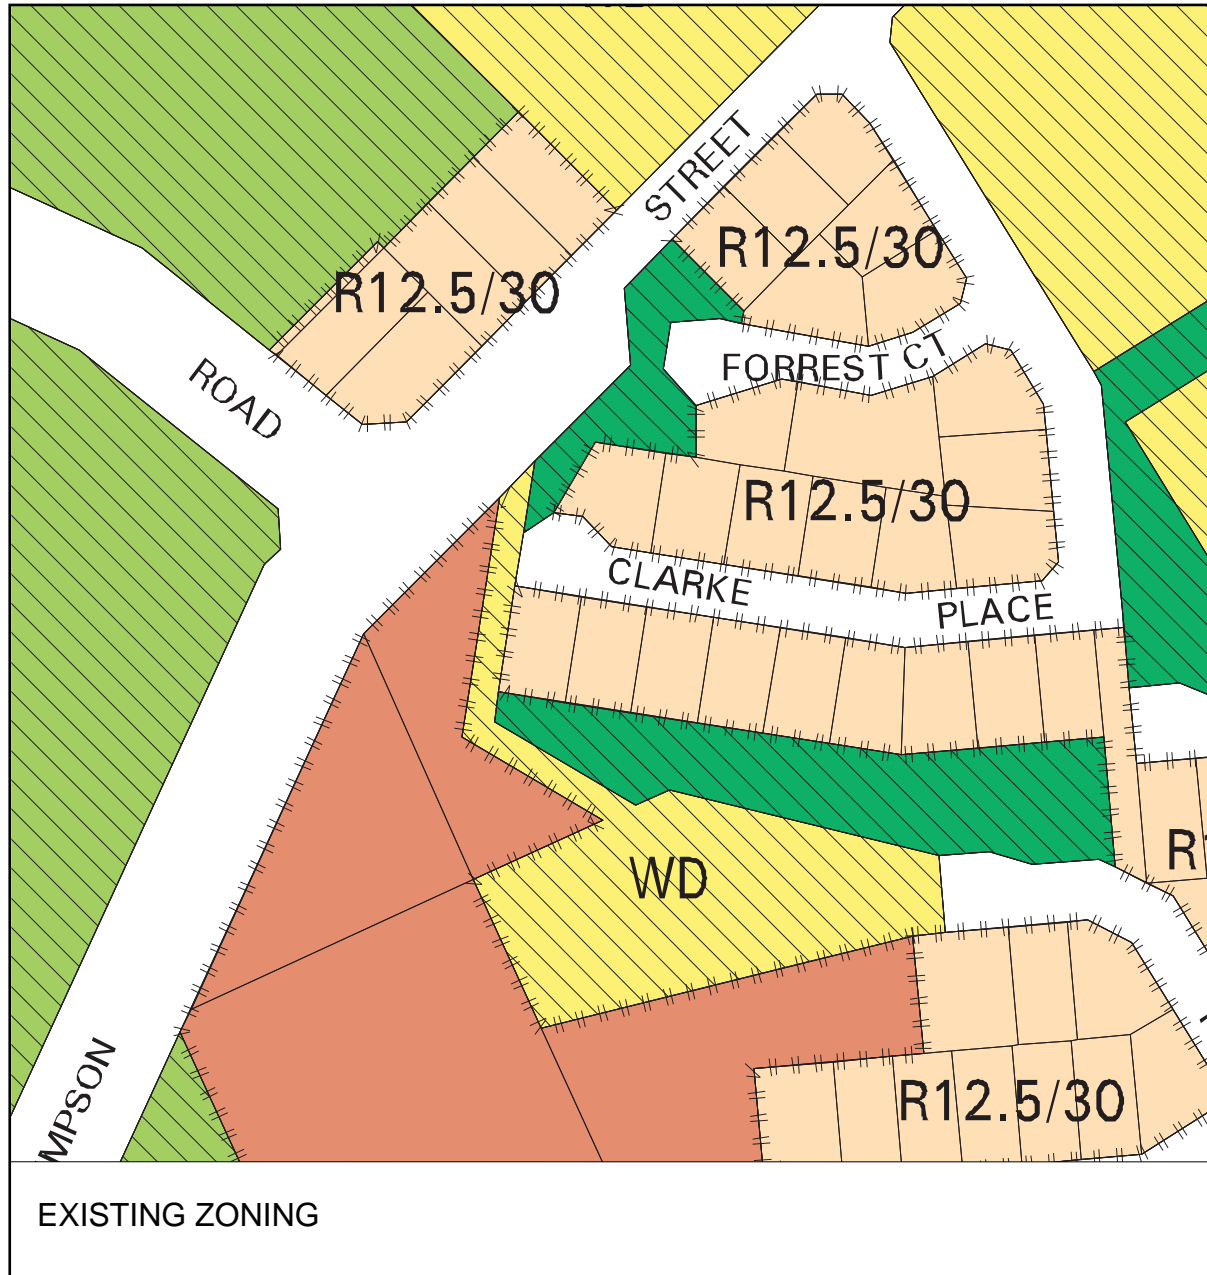 STREET
R12.5/30
R12.5/30
FORREST CT
ROAD
R12.5/30
CLARKE PLACE
WD
R1
MPSON
R12.5/30
EXISTING ZONING